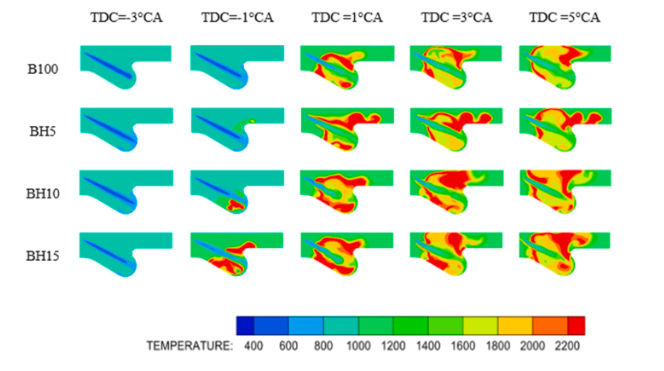 TDC=-3°CA TDC=-1°CA TDC =1°CA TDC =3°CA TDC =5°CA
B100
BH5
BH10
BH15
TEMPERATURE: 400 600 800 1000 1200 1400 1600 1800 2000 2200